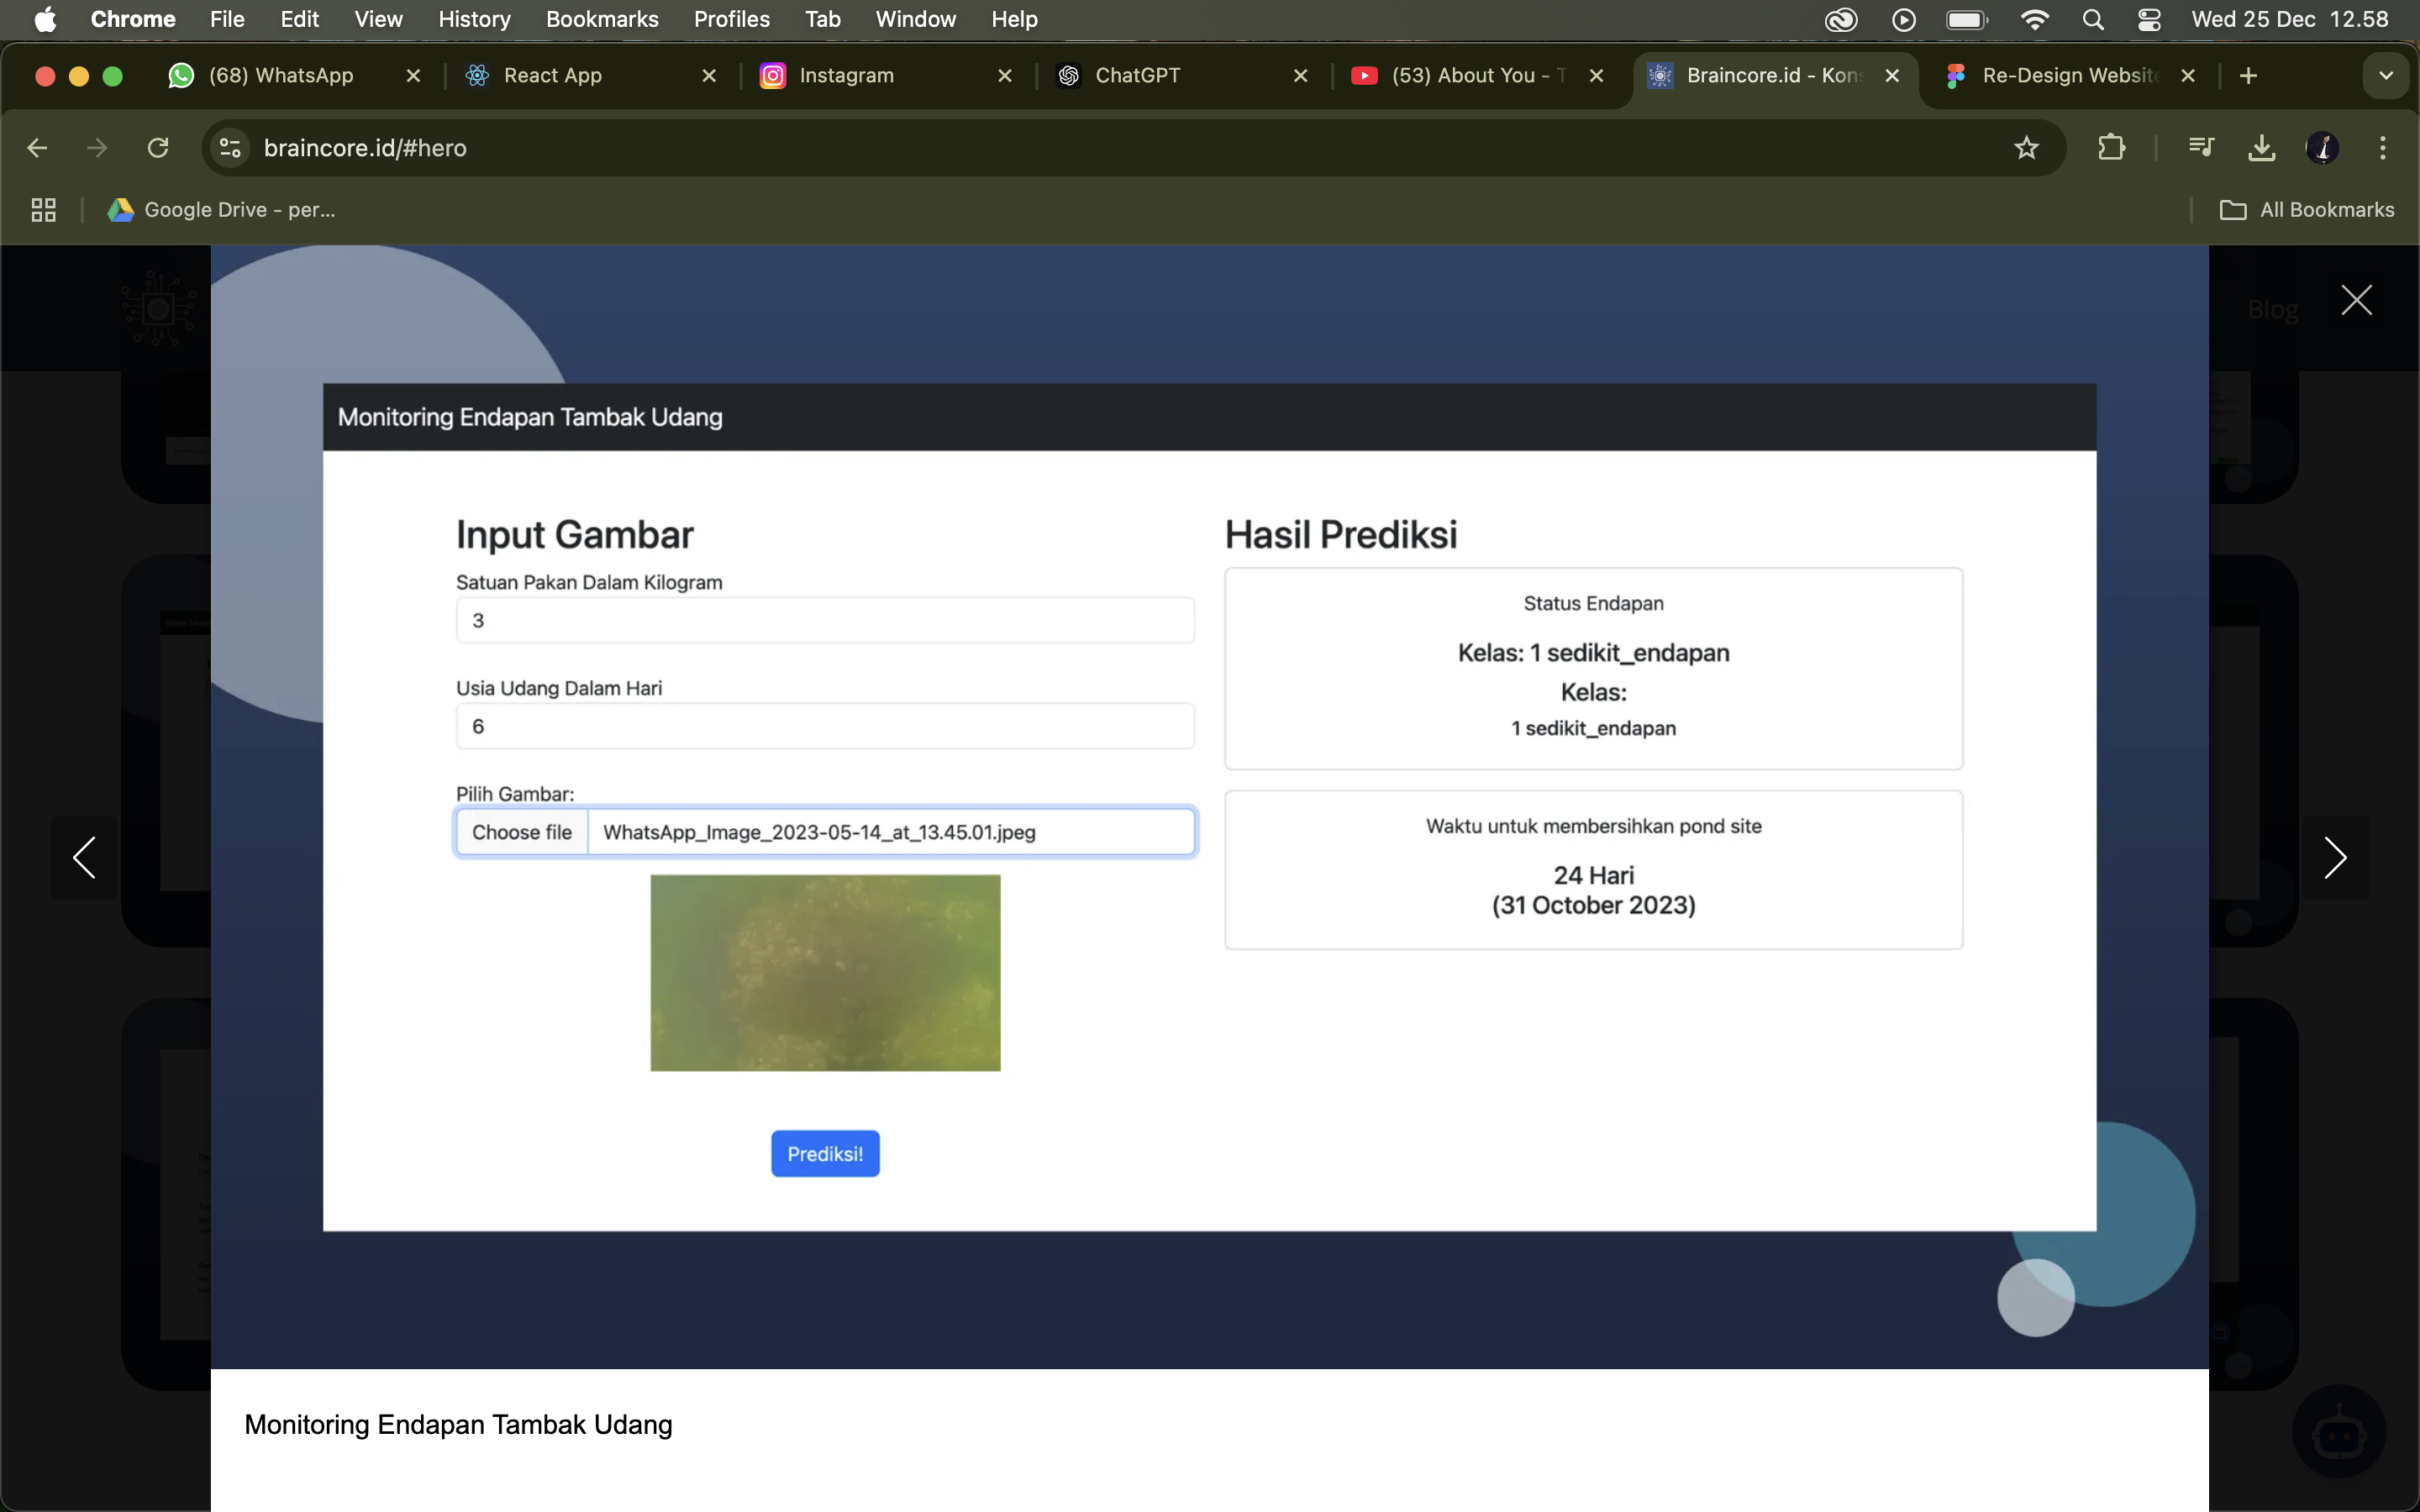 Chrome File Edit View History Bookmarks Profiles Tab Window Help Wed 25 Dec 12.58
(68) WhatsApp React App Instagram ChatGPT (53) About You - T Braincore.id - Kons Re-Design Website
braincore.id/#hero
Google Drive - per... All Bookmarks
Blog
Monitoring Endapan Tambak Udang
Input Gambar
Satuan Pakan Dalam Kilogram
3
Usia Udang Dalam Hari
6
Pilih Gambar:
Choose file WhatsApp_Image_2023-05-14_at_13.45.01.jpeg
Prediksi!
Hasil Prediksi
Status Endapan
Kelas: 1 sedikit_endapan
Kelas:
1 sedikit_endapan
Waktu untuk membersihkan pond site
24 Hari
(31 October 2023)
Monitoring Endapan Tambak Udang